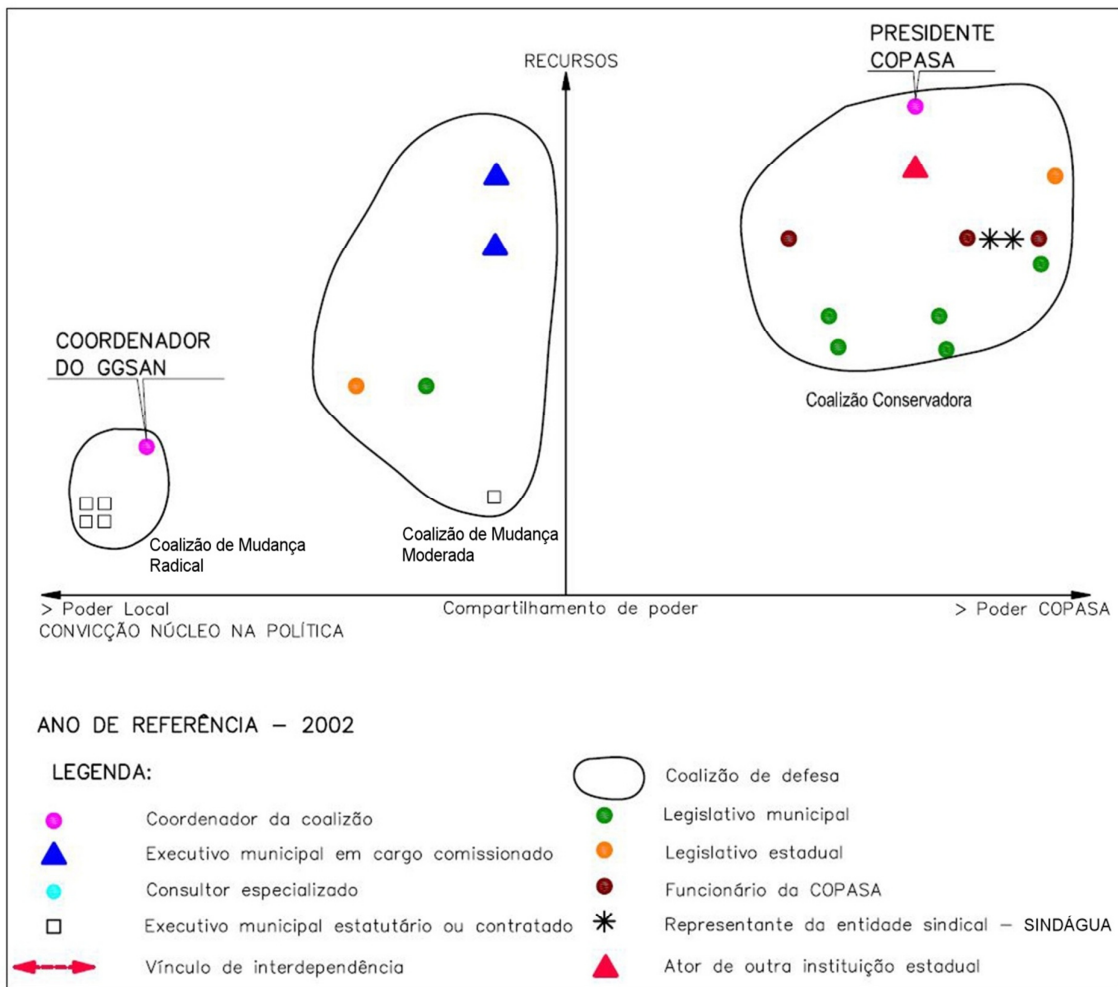 PRESIDENTE
COPASA
RECURSOS
COORDENADOR
DO GGSAN
Coalizão Conservadora
Coalizão de Mudança
Radical
Coalizão de Mudança
Moderada
> Poder Local
Compartilhamento de poder
> Poder COPASA
CONVICÇÃO NÚCLEO NA POLÍTICA
ANO DE REFERÊNCIA – 2002
LEGENDA:
Coordenador da coalizão
Executivo municipal em cargo comissionado
Consultor especializado
Executivo municipal estatutário ou contratado
Vínculo de interdependência
Coalizão de defesa
Legislativo municipal
Legislativo estadual
Funcionário da COPASA
Representante da entidade sindical – SINDÁGUA
Ator de outra instituição estadual